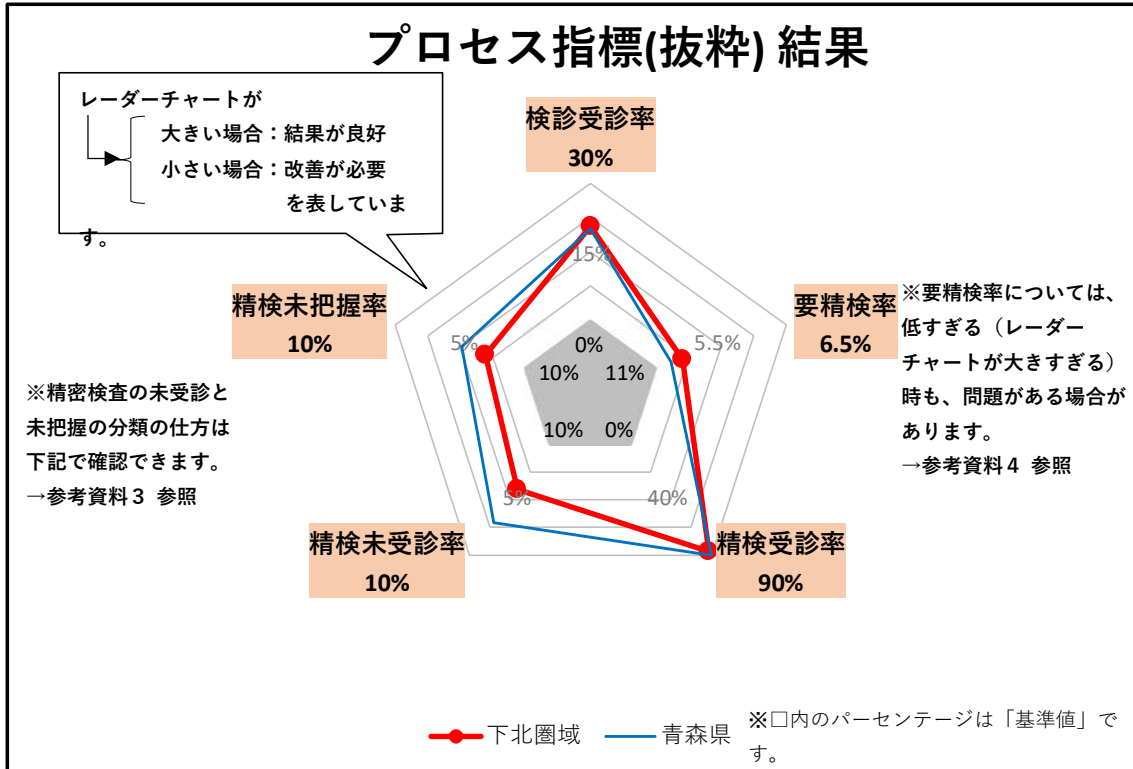 プロセス指標(抜粋) 結果
レーダーチャートが
大きい場合：結果が良好
小さい場合：改善が必要
を表していま
す。
検診受診率
30%
15%
精検未把握率
10%
5%
要精検率
6.5%
5.5%
※要精検率については、
低すぎる（レーダー
チャートが大きすぎる）
時も、問題がある場合が
あります。
→参考資料４ 参照
0%
10%
11%
10%
0%
※精密検査の未受診と
未把握の分類の仕方は
下記で確認できます。
→参考資料３ 参照
5%
40%
精検未受診率
10%
精検受診率
90%
下北圏域
青森県
※□内のパーセンテージは「基準値」で
す。